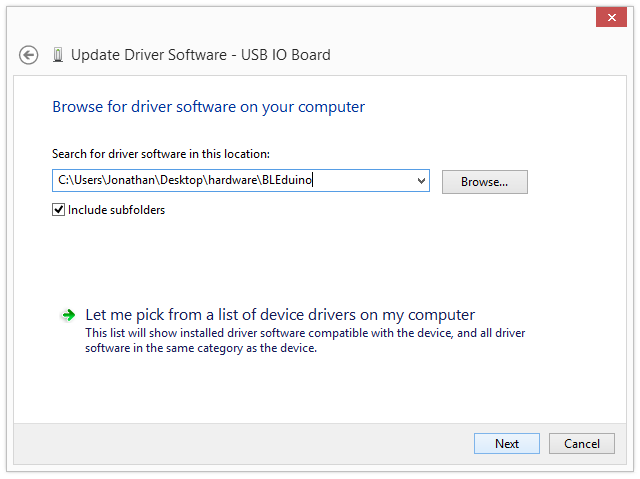 Update Driver Software - USB IO Board
Browse for driver software on your computer
Search for driver software in this location:
C:\Users\Jonathan\Desktop\hardware\BLEduino
Browse...
Include subfolders
Let me pick from a list of device drivers on my computer
This list will show installed driver software compatible with the device, and all driver
software in the same category as the device.
Next
Cancel